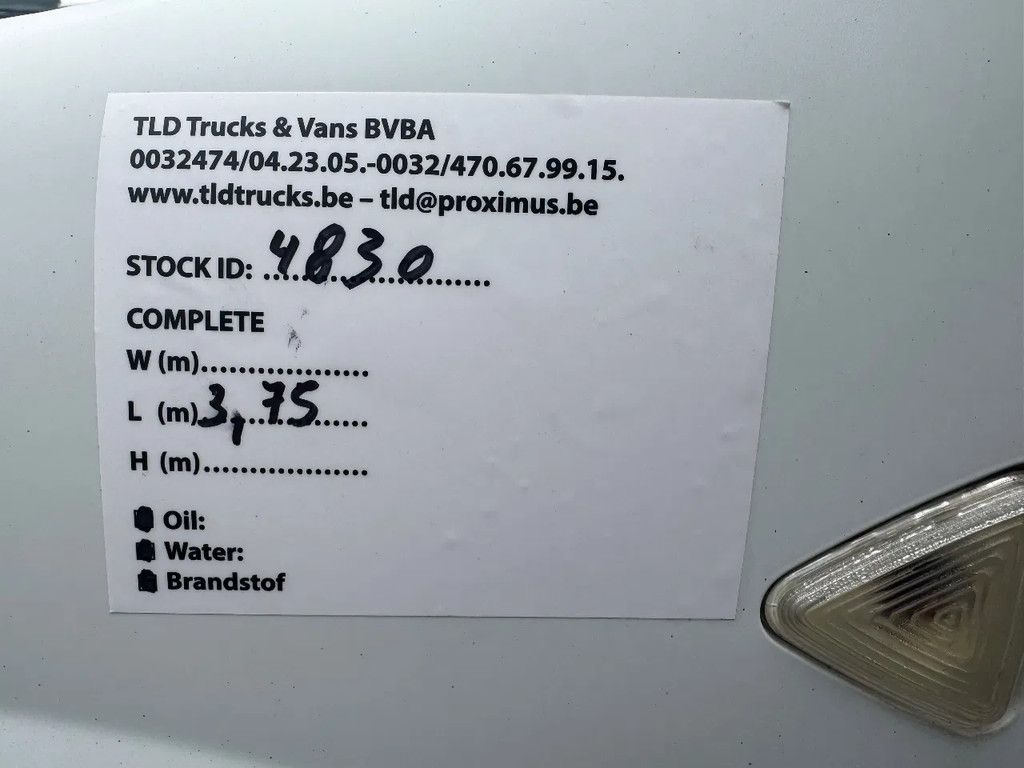 TLD Trucks & Vans BVBA
0032474/04.23.05.-0032/470.67.99.15.
www.tldtrucks.be – tld@proximus.be
STOCK ID: 4830
COMPLETE
W (m)..................
L (m) 3,75
H (m)..................
Oil:
Water:
Brandstof